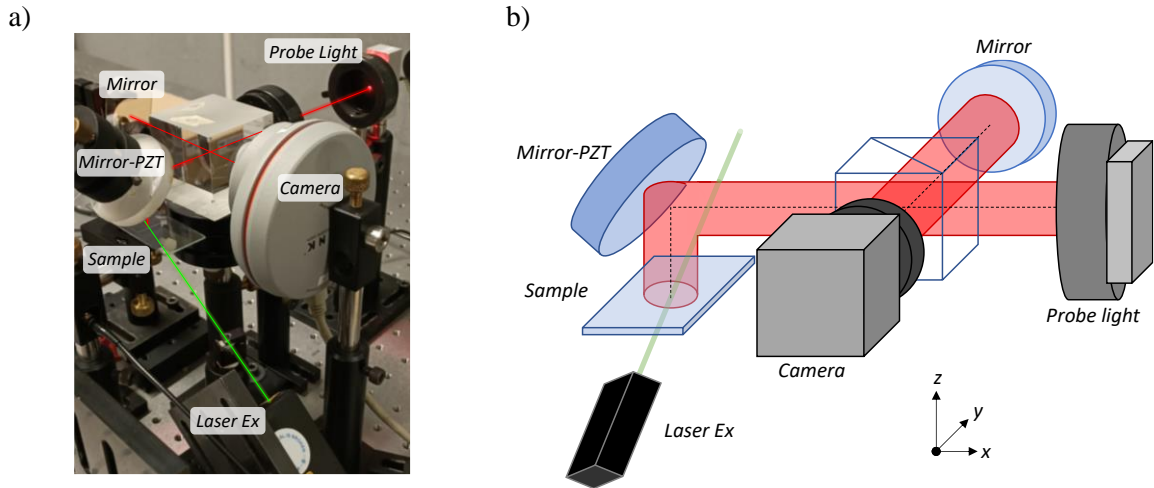 a)
b)
Probe Light
Mirror
Mirror-PZT
Camera
Sample
Laser Ex
Mirror
Mirror-PZT
Sample
Camera
Probe light
Laser Ex
z
y
x